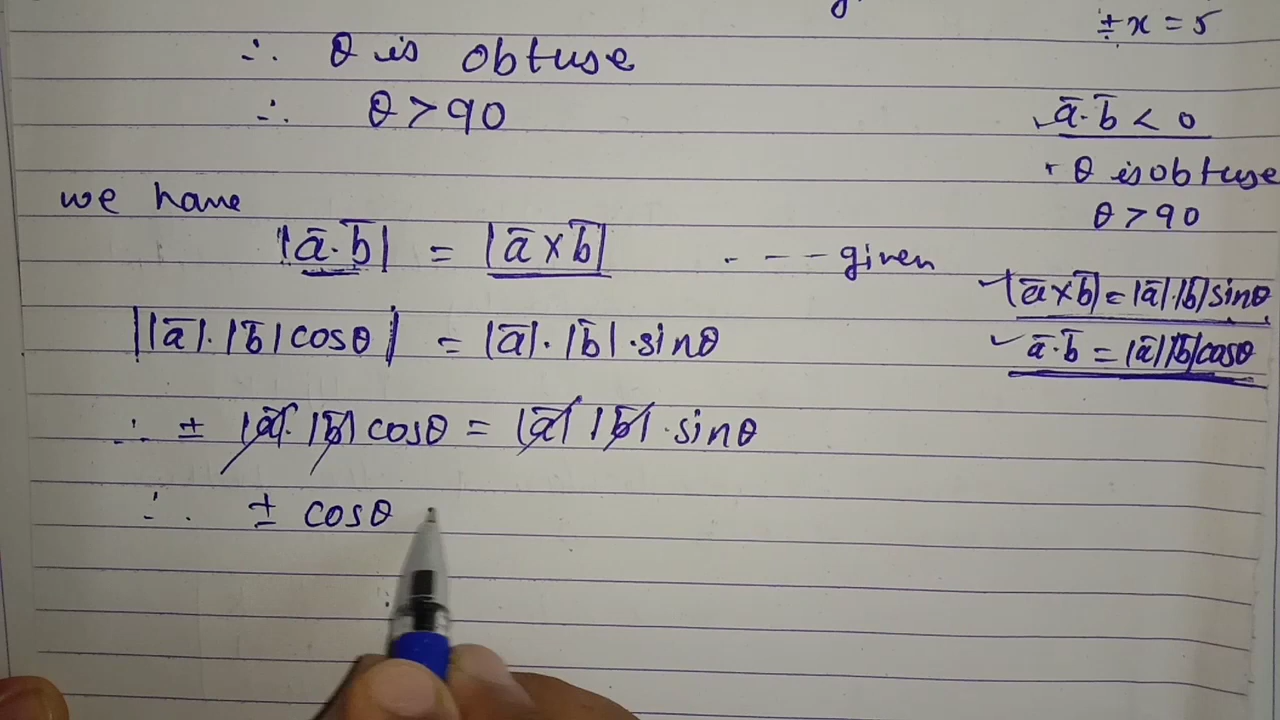 ∴ θ is obtuse
∴ θ > 90
we have
|a̅·b̅| = |a̅×b̅| ----given
||a̅|·|b̅|cosθ| = |a̅|·|b̅|·sinθ
∴ ± |a̅|·|b̅|cosθ = |a̅| |b̅|·sinθ
∴ ± cosθ
±x = 5
a̅·b̅ < 0
θ is obtuse
θ > 90
|a̅×b̅| = |a̅|·|b̅|sinθ
a̅·b̅ = |a̅||b̅|cosθ